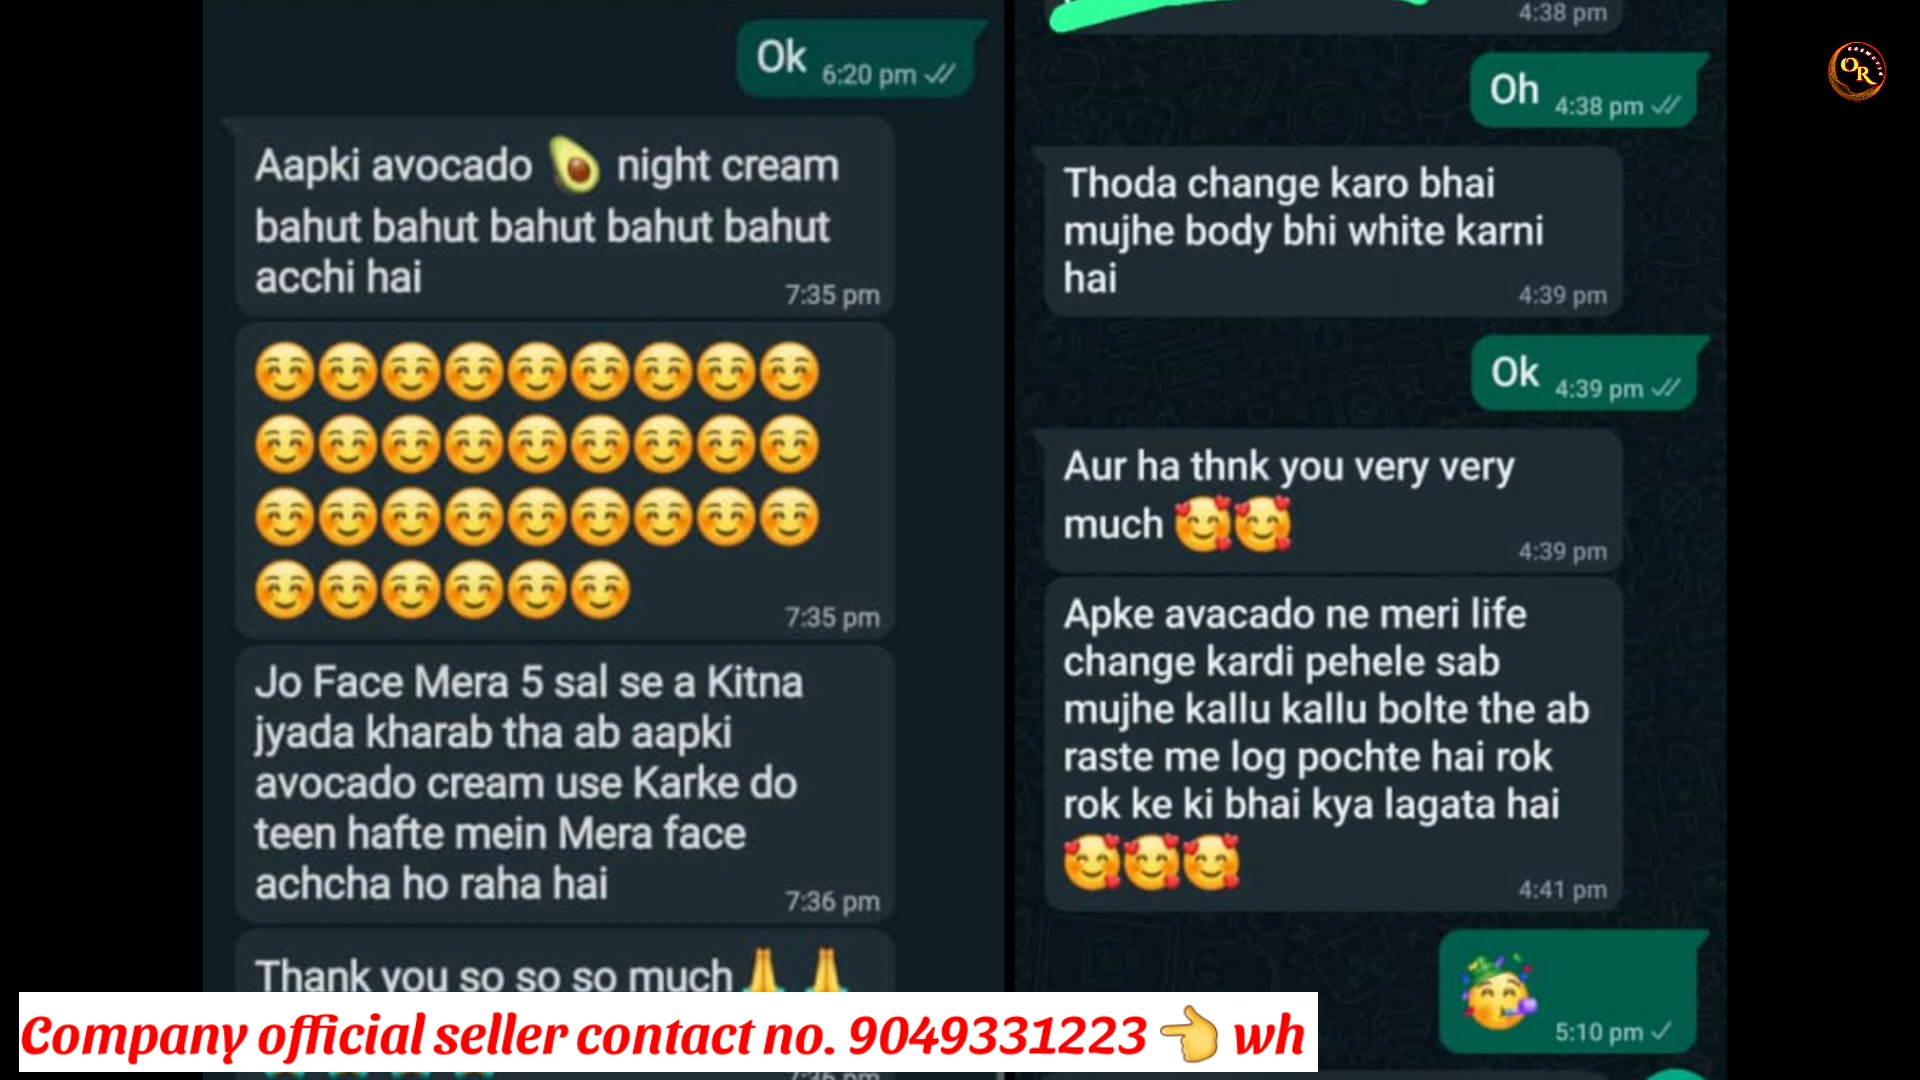 Ok 6:20 pm
Aapki avocado 🥑 night cream
bahut bahut bahut bahut bahut
acchi hai
7:35 pm
☺️☺️☺️☺️☺️☺️☺️☺️☺️
☺️☺️☺️☺️☺️☺️☺️☺️☺️
☺️☺️☺️☺️☺️☺️☺️☺️☺️
☺️☺️☺️☺️☺️☺️
7:35 pm
Jo Face Mera 5 sal se a Kitna
jyada kharab tha ab aapki
avocado cream use Karke do
teen hafte mein Mera face
achcha ho raha hai
7:36 pm
Thank you so so so much🙏 🙏
4:38 pm
Oh 4:38 pm
Thoda change karo bhai
mujhe body bhi white karni
hai
4:39 pm
Ok 4:39 pm
Aur ha thnk you very very
much 🥰🥰
4:39 pm
Apke avacado ne meri life
change kardi pehele sab
mujhe kallu kallu bolte the ab
raste me log pochte hai rok
rok ke ki bhai kya lagata hai
🥰🥰🥰
4:41 pm
🥳
5:10 pm
Company official seller contact no. 9049331223 👈 wh
7:36 pm
OR
COSMETIC